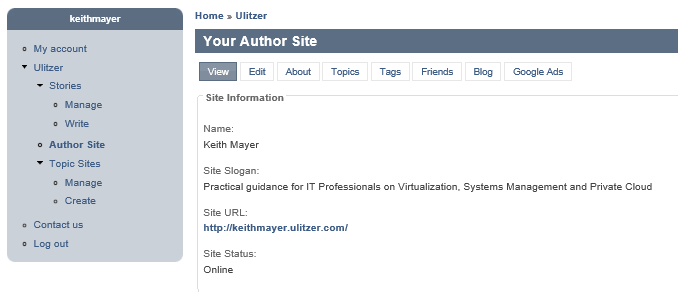 keithmayer
My account
Ulitzer
Stories
Manage
Write
Author Site
Topic Sites
Manage
Create
Contact us
Log out
Home » Ulitzer
Your Author Site
View Edit About Topics Tags Friends Blog Google Ads
Site Information
Name:
Keith Mayer
Site Slogan:
Practical guidance for IT Professionals on Virtualization, Systems Management and Private Cloud
Site URL:
http://keithmayer.ulitzer.com/
Site Status:
Online